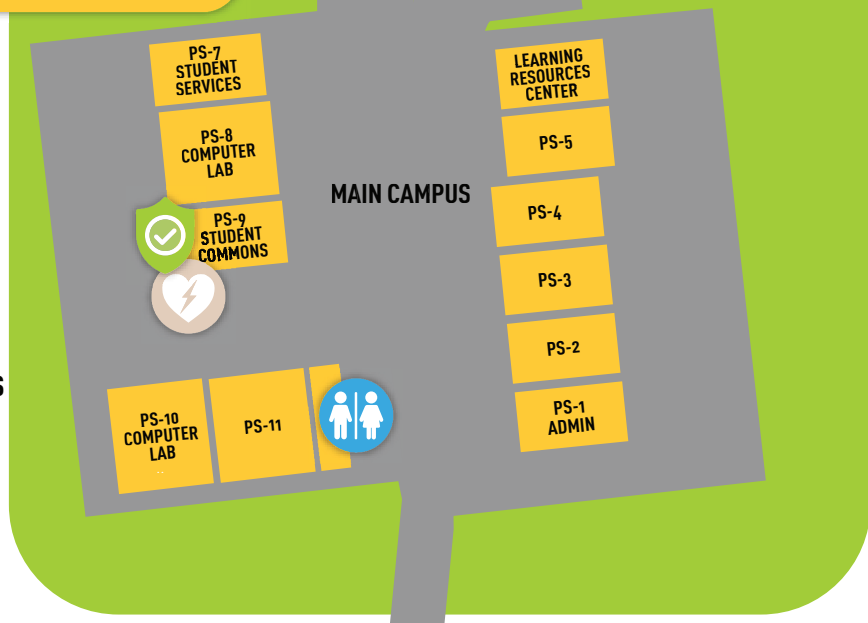 PS-7
STUDENT
SERVICES
PS-8
COMPUTER
LAB
PS-9
STUDENT
COMMONS
MAIN CAMPUS
LEARNING
RESOURCES
CENTER
PS-5
PS-4
PS-3
PS-2
PS-1
ADMIN
S
PS-10
COMPUTER
LAB
PS-11